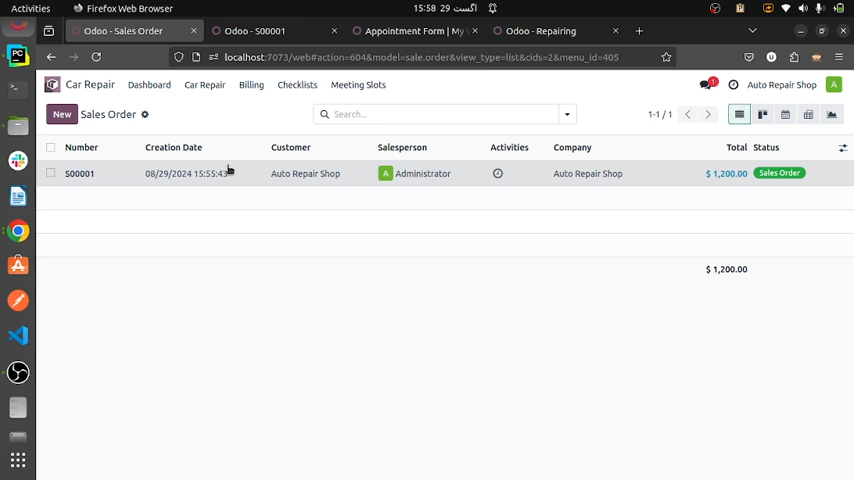 Activities Firefox Web Browser 15:58 29 اگست
Odoo - Sales Order Odoo - S00001 Appointment Form | My W Odoo - Repairing
localhost:7073/web#action=604&model=sale.order&view_type=list&cids=2&menu_id=405
Car Repair Dashboard Car Repair Billing Checklists Meeting Slots 1 Auto Repair Shop A
New Sales Order Search... 1-1 / 1
Number Creation Date Customer Salesperson Activities Company Total Status
S00001 08/29/2024 15:55:43 Auto Repair Shop A Administrator Auto Repair Shop $ 1,200.00 Sales Order
$ 1,200.00